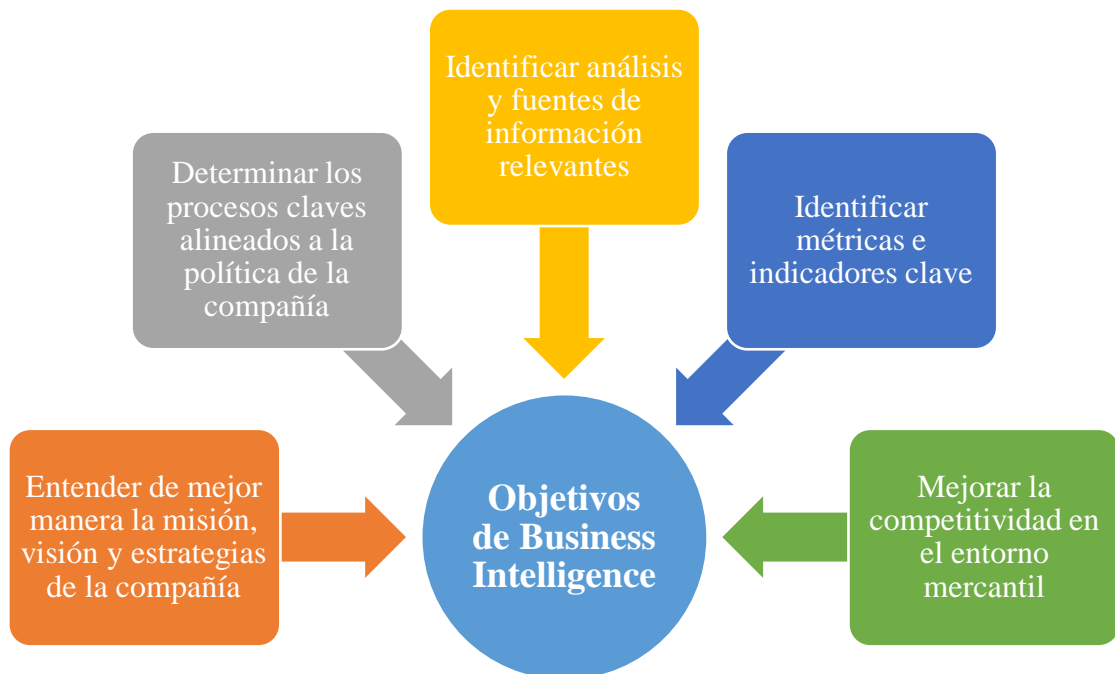 Entender de mejor
manera la misión,
visión y estrategias
de la compañía
Determinar los
procesos claves
alineados a la
política de la
compañía
Identificar análisis
y fuentes de
información
relevantes
Identificar
métricas e
indicadores clave
Mejorar la
competitividad en
el entorno
mercantil
Objetivos
de Business
Intelligence